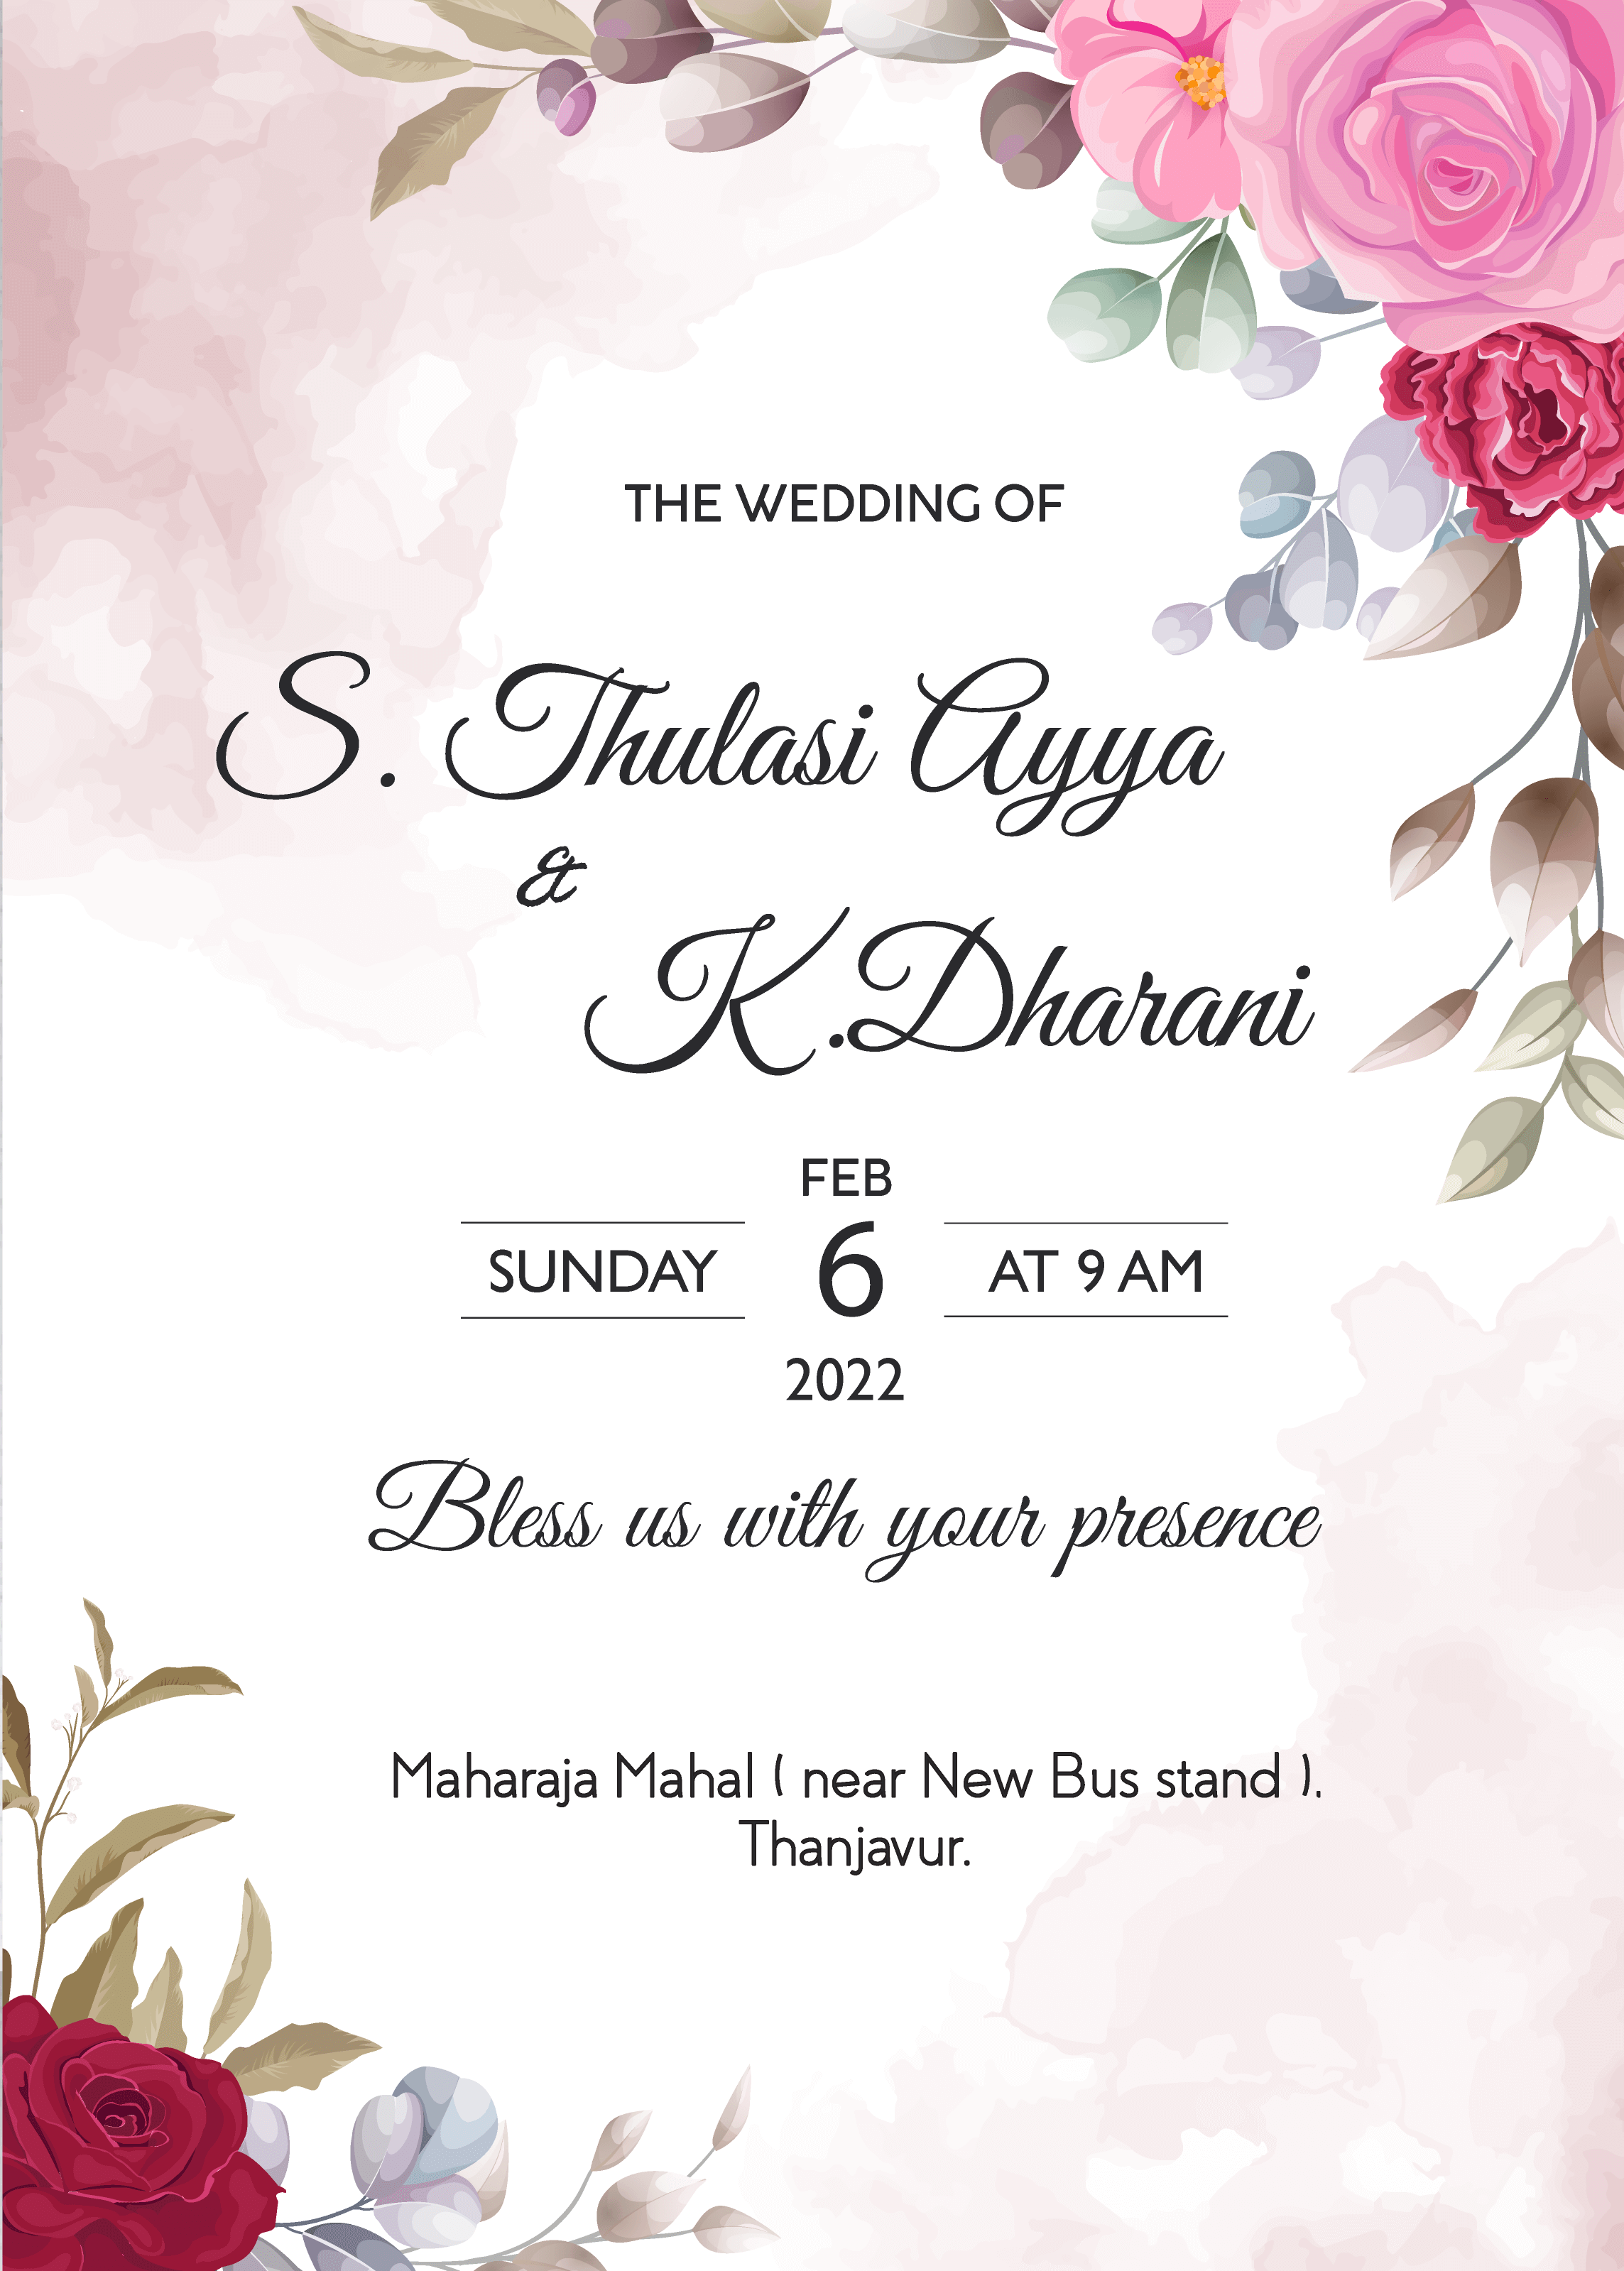 THE WEDDING OF
S. Thulasi Ayya
&
K.Dharani
FEB
SUNDAY 6 AT 9 AM
2022
Bless us with your presence
Maharaja Mahal ( near New Bus stand ).
Thanjavur.